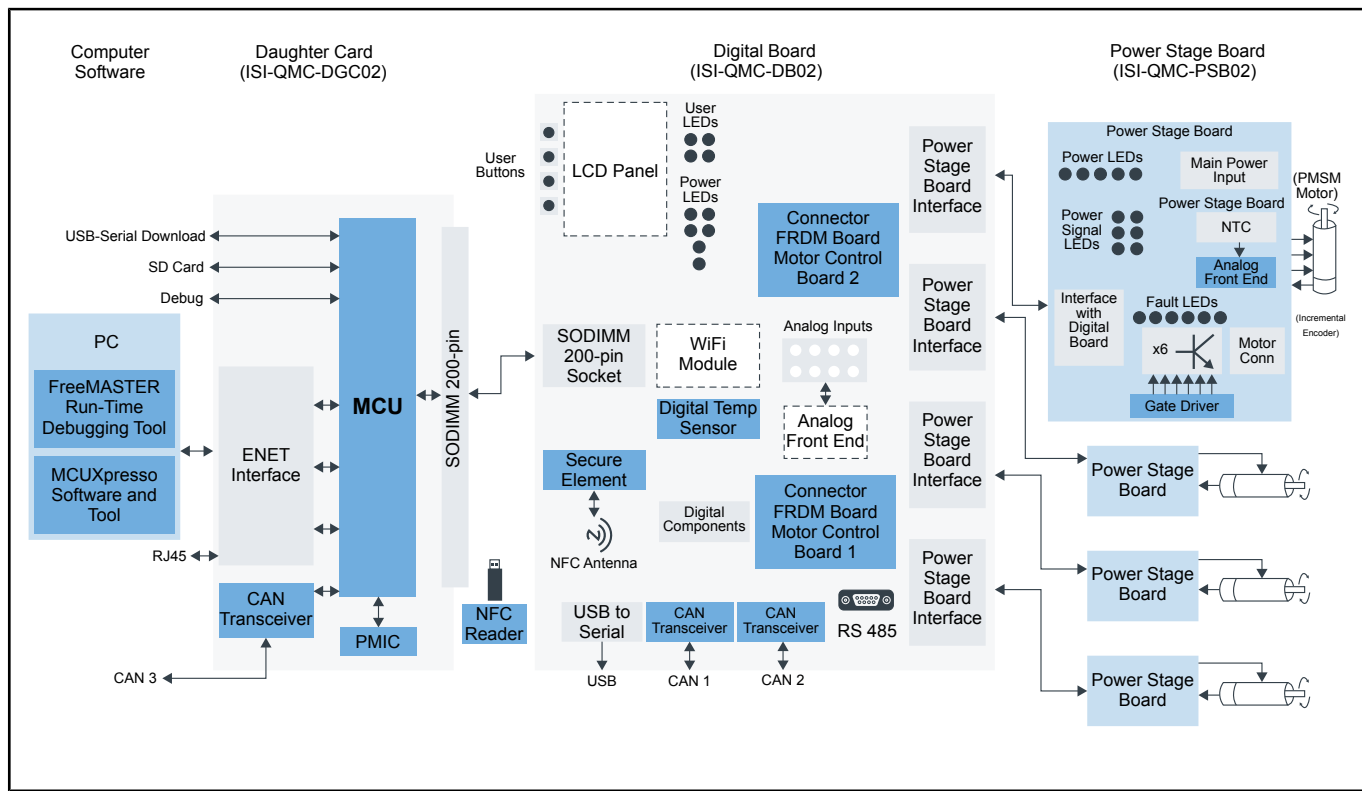 Computer
Software
Daughter Card
(ISI-QMC-DGC02)
Digital Board
(ISI-QMC-DB02)
Power Stage Board
(ISI-QMC-PSB02)
USB-Serial Download
SD Card
Debug
PC
FreeMASTER
Run-Time
Debugging Tool
MCUXpresso
Software and
Tool
RJ45
CAN 3
ENET
Interface
MCU
CAN
Transceiver
PMIC
SODIMM 200-pin
NFC
Reader
User
Buttons
LCD Panel
User
LEDs
Power
LEDs
Connector
FRDM Board
Motor Control
Board 2
SODIMM
200-pin
Socket
WiFi
Module
Analog Inputs
Digital Temp
Sensor
Analog
Front End
Secure
Element
NFC Antenna
Digital
Components
Connector
FRDM Board
Motor Control
Board 1
USB to
Serial
USB
CAN
Transceiver
CAN 1
CAN
Transceiver
CAN 2
RS 485
Power
Stage
Board
Interface
Power
Stage
Board
Interface
Power
Stage
Board
Interface
Power
Stage
Board
Interface
Power Stage Board
Power LEDs
Main Power
Input
Power Stage Board
Power
Signal
LEDs
NTC
Analog
Front End
Interface
with
Digital
Board
Fault LEDs
x6
Motor
Conn
Gate Driver
(PMSM
Motor)
(Incremental
Encoder)
Power Stage
Board
Power Stage
Board
Power Stage
Board